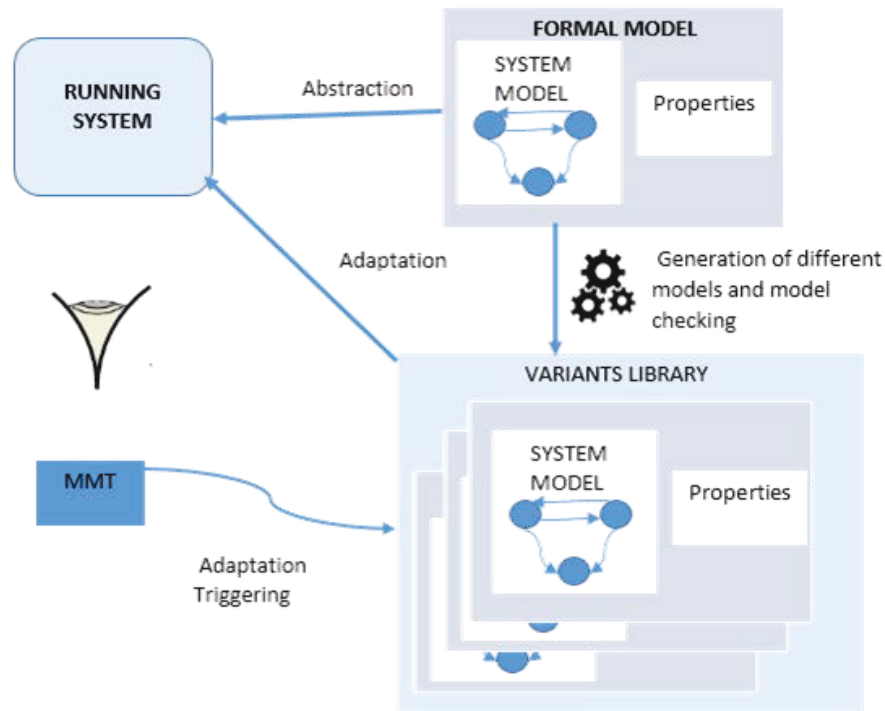 FORMAL MODEL
RUNNING
SYSTEM
Abstraction
SYSTEM
MODEL
Properties
Adaptation
Generation of different
models and model
checking
VARIANTS LIBRARY
SYSTEM
MODEL
Properties
MMT
Adaptation
Triggering